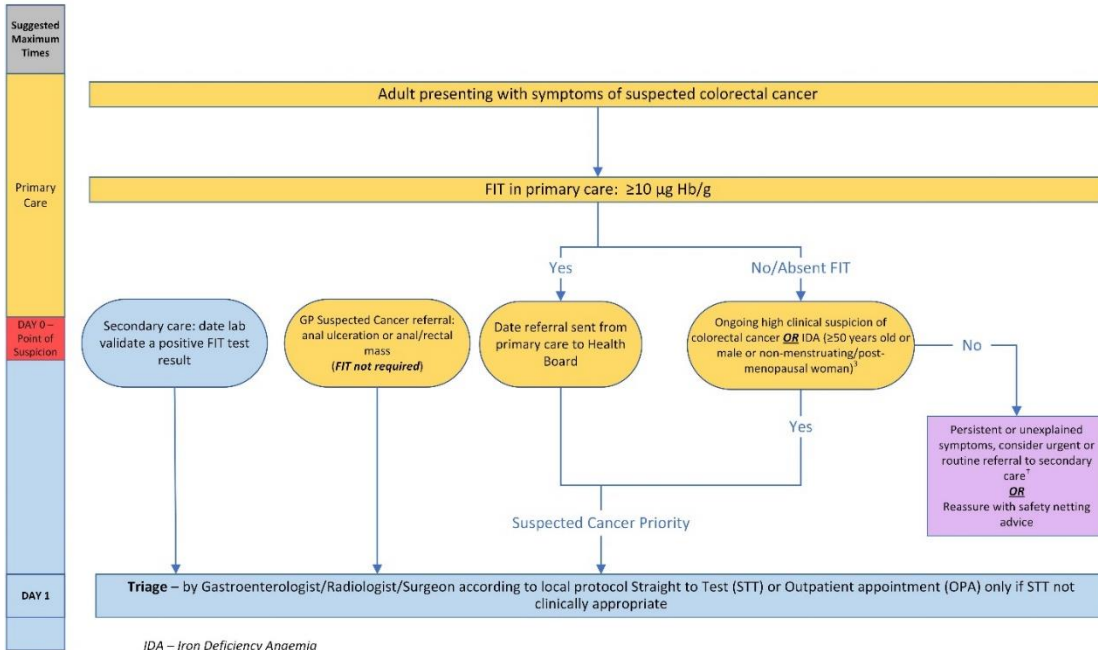 Suggested
Maximum
Times
Adult presenting with symptoms of suspected colorectal cancer
Primary
Care
FIT in primary care: ≥10 µg Hb/g
Yes
No/Absent FIT
DAY 0 –
Point of
Suspicion
Secondary care: date lab
validate a positive FIT test
result
GP Suspected Cancer referral:
anal ulceration or anal/rectal
mass
(FIT not required)
Date referral sent from
primary care to Health
Board
Ongoing high clinical suspicion of
colorectal cancer OR IDA (≥50 years old or
male or non-menstruating/post-
menopausal woman)³
No
Yes
Persistent or unexplained
symptoms, consider urgent or
routine referral to secondary
care⁷
OR
Reassure with safety netting
advice
Suspected Cancer Priority
DAY 1
Triage – by Gastroenterologist/Radiologist/Surgeon according to local protocol Straight to Test (STT) or Outpatient appointment (OPA) only if STT not
clinically appropriate
IDA – Iron Deficiency Anaemia